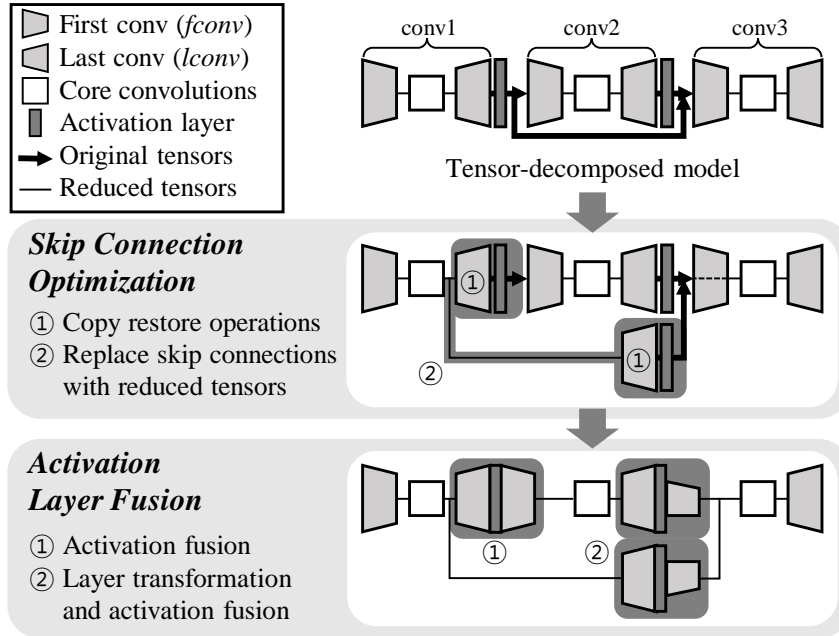 First conv (fconv)
Last conv (lconv)
Core convolutions
Activation layer
Original tensors
Reduced tensors
conv1
conv2
conv3
Tensor-decomposed model
Skip Connection
Optimization
① Copy restore operations
② Replace skip connections
with reduced tensors
①
①
②
Activation
Layer Fusion
① Activation fusion
② Layer transformation
and activation fusion
①
②